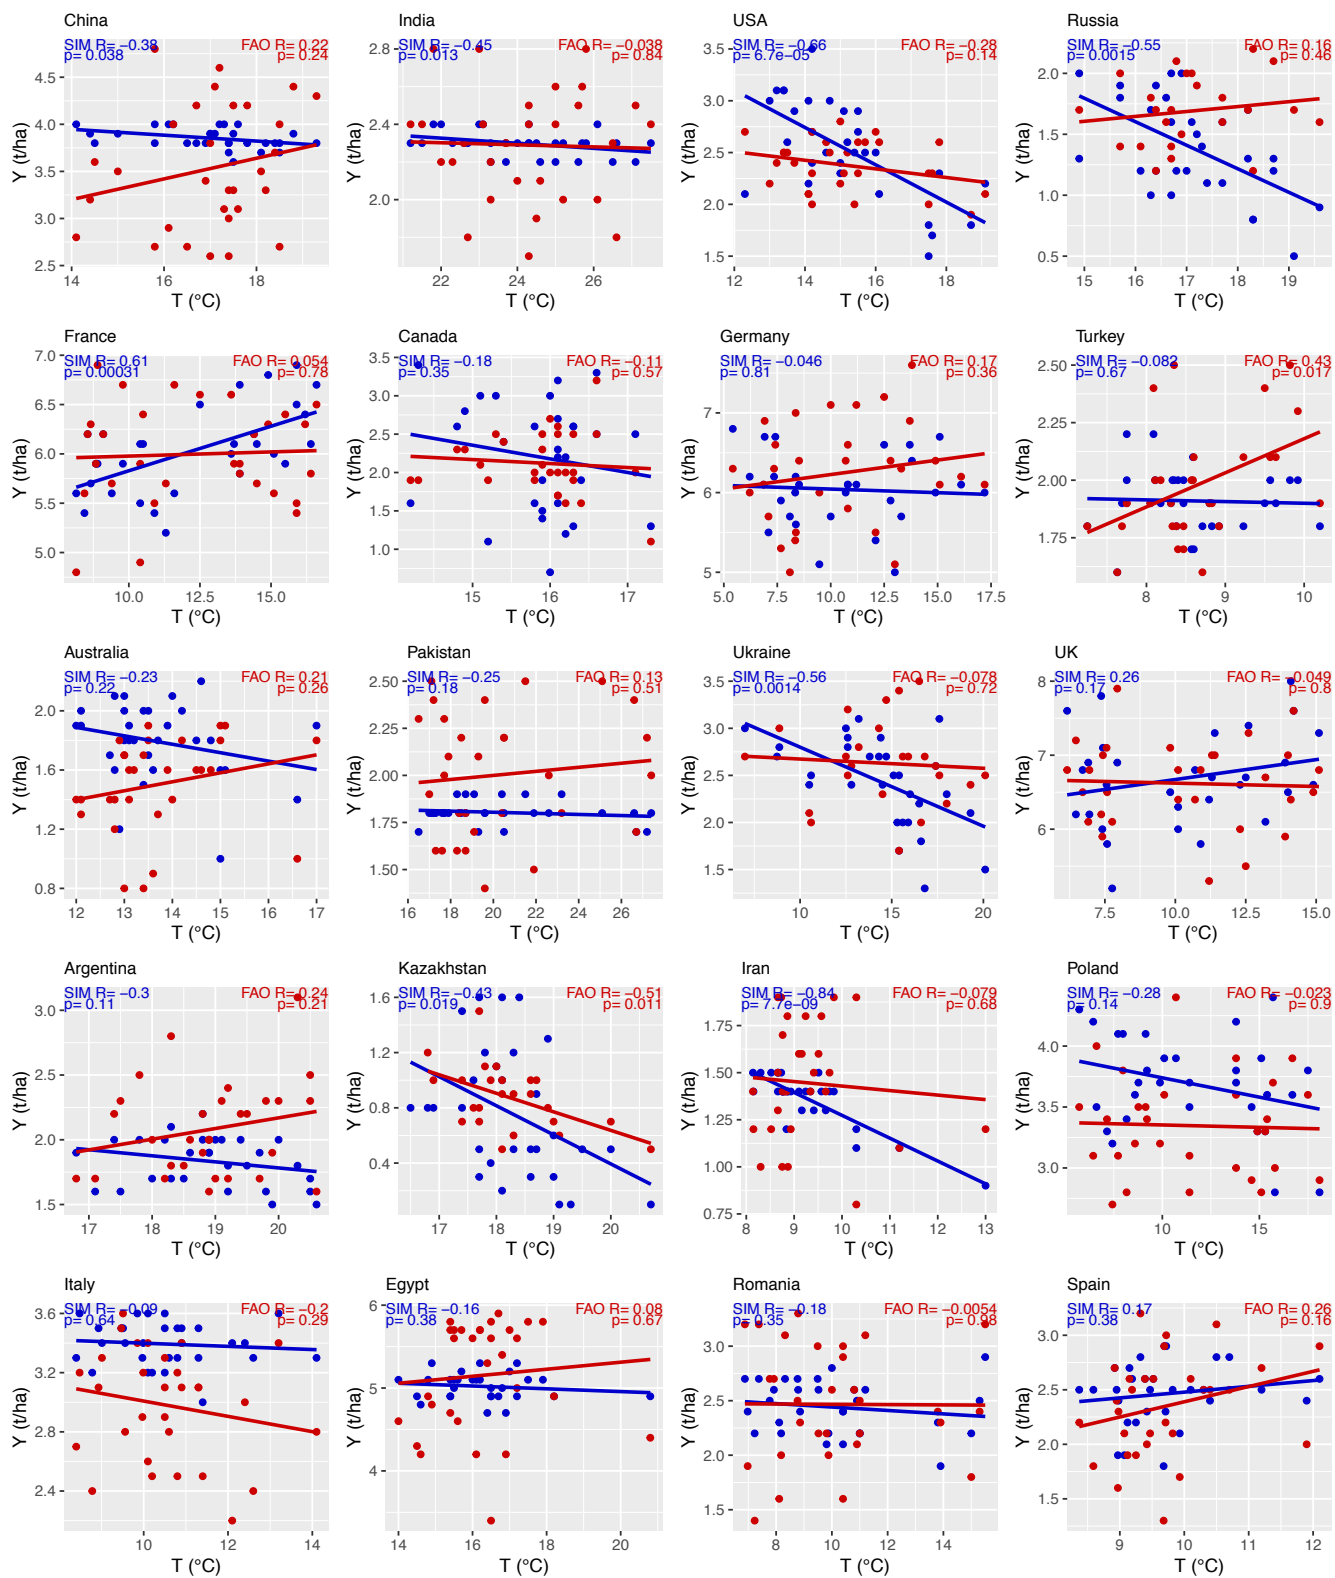 China
SIM R= −0.38
p= 0.038
FAO R= 0.22
p= 0.24
Y (t/ha)
4.5
4.0
3.5
3.0
2.5
14 16 18
T (°C)
India
SIM R= −0.45
p= 0.013
FAO R= −0.038
p= 0.84
Y (t/ha)
2.8
2.4
2.0
22 24 26
T (°C)
USA
SIM R= −0.66
p= 6.7e−05
FAO R= −0.28
p= 0.14
Y (t/ha)
3.5
3.0
2.5
2.0
1.5
12 14 16 18
T (°C)
Russia
SIM R= −0.55
p= 0.0015
FAO R= 0.16
p= 0.46
Y (t/ha)
2.0
1.5
1.0
0.5
15 16 17 18 19
T (°C)
France
SIM R= 0.61
p= 0.00031
FAO R= 0.054
p= 0.78
Y (t/ha)
7.0
6.5
6.0
5.5
5.0
10.0 12.5 15.0
T (°C)
Canada
SIM R= −0.18
p= 0.35
FAO R= −0.11
p= 0.57
Y (t/ha)
3.5
3.0
2.5
2.0
1.5
1.0
15 16 17
T (°C)
Germany
SIM R= −0.046
p= 0.81
FAO R= 0.17
p= 0.36
Y (t/ha)
7
6
5
5.0 7.5 10.0 12.5 15.0 17.5
T (°C)
Turkey
SIM R= −0.082
p= 0.67
FAO R= 0.43
p= 0.017
Y (t/ha)
2.50
2.25
2.00
1.75
8 9 10
T (°C)
Australia
SIM R= −0.23
p= 0.22
FAO R= 0.21
p= 0.26
Y (t/ha)
2.0
1.6
1.2
0.8
12 13 14 15 16 17
T (°C)
Pakistan
SIM R= −0.25
p= 0.18
FAO R= 0.13
p= 0.51
Y (t/ha)
2.50
2.25
2.00
1.75
1.50
16 18 20 22 24 26
T (°C)
Ukraine
SIM R= −0.56
p= 0.0014
FAO R= −0.078
p= 0.72
Y (t/ha)
3.5
3.0
2.5
2.0
1.5
10 15 20
T (°C)
UK
SIM R= 0.26
p= 0.17
FAO R= −0.049
p= 0.8
Y (t/ha)
8
7
6
7.5 10.0 12.5 15.0
T (°C)
Argentina
SIM R= −0.3
p= 0.11
FAO R= 0.24
p= 0.21
Y (t/ha)
3.0
2.5
2.0
1.5
17 18 19 20
T (°C)
Kazakhstan
SIM R= −0.43
p= 0.019
FAO R= −0.51
p= 0.011
Y (t/ha)
1.6
1.2
0.8
0.4
17 18 19 20
T (°C)
Iran
SIM R= −0.84
p= 7.7e−09
FAO R= −0.079
p= 0.68
Y (t/ha)
1.75
1.50
1.25
1.00
0.75
8 9 10 11 12 13
T (°C)
Poland
SIM R= −0.28
p= 0.14
FAO R= −0.023
p= 0.9
Y (t/ha)
4.0
3.5
3.0
10 15
T (°C)
Italy
SIM R= −0.09
p= 0.64
FAO R= −0.2
p= 0.29
Y (t/ha)
3.6
3.2
2.8
2.4
10 12 14
T (°C)
Egypt
SIM R= −0.16
p= 0.38
FAO R= 0.08
p= 0.67
Y (t/ha)
6
5
4
14 16 18 20
T (°C)
Romania
SIM R= −0.18
p= 0.35
FAO R= −0.0054
p= 0.98
Y (t/ha)
3.0
2.5
2.0
1.5
8 10 12 14
T (°C)
Spain
SIM R= 0.17
p= 0.38
FAO R= 0.26
p= 0.16
Y (t/ha)
3.0
2.5
2.0
1.5
9 10 11 12
T (°C)